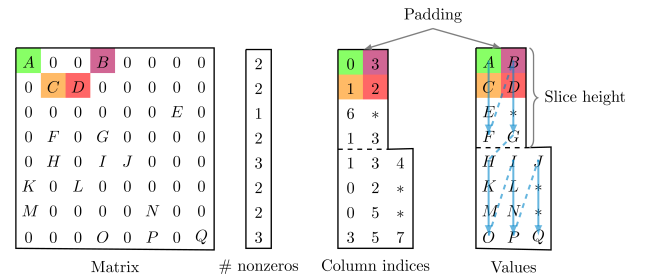 Padding
A 0 0 B 0 0 0 0 2 0 3 A B
0 C D 0 0 0 0 0 2 1 2 C D
0 0 0 0 0 0 E 0 1 6 * E * Slice height
0 F 0 G 0 0 0 0 2 1 3 F G
0 H 0 I J 0 0 0 3 1 3 4 H I J
K 0 L 0 0 0 0 0 2 0 2 * K L *
M 0 0 0 0 N 0 0 2 0 5 * M N *
0 0 0 O 0 P 0 Q 3 3 5 7 O P Q
Matrix # nonzeros Column indices Values